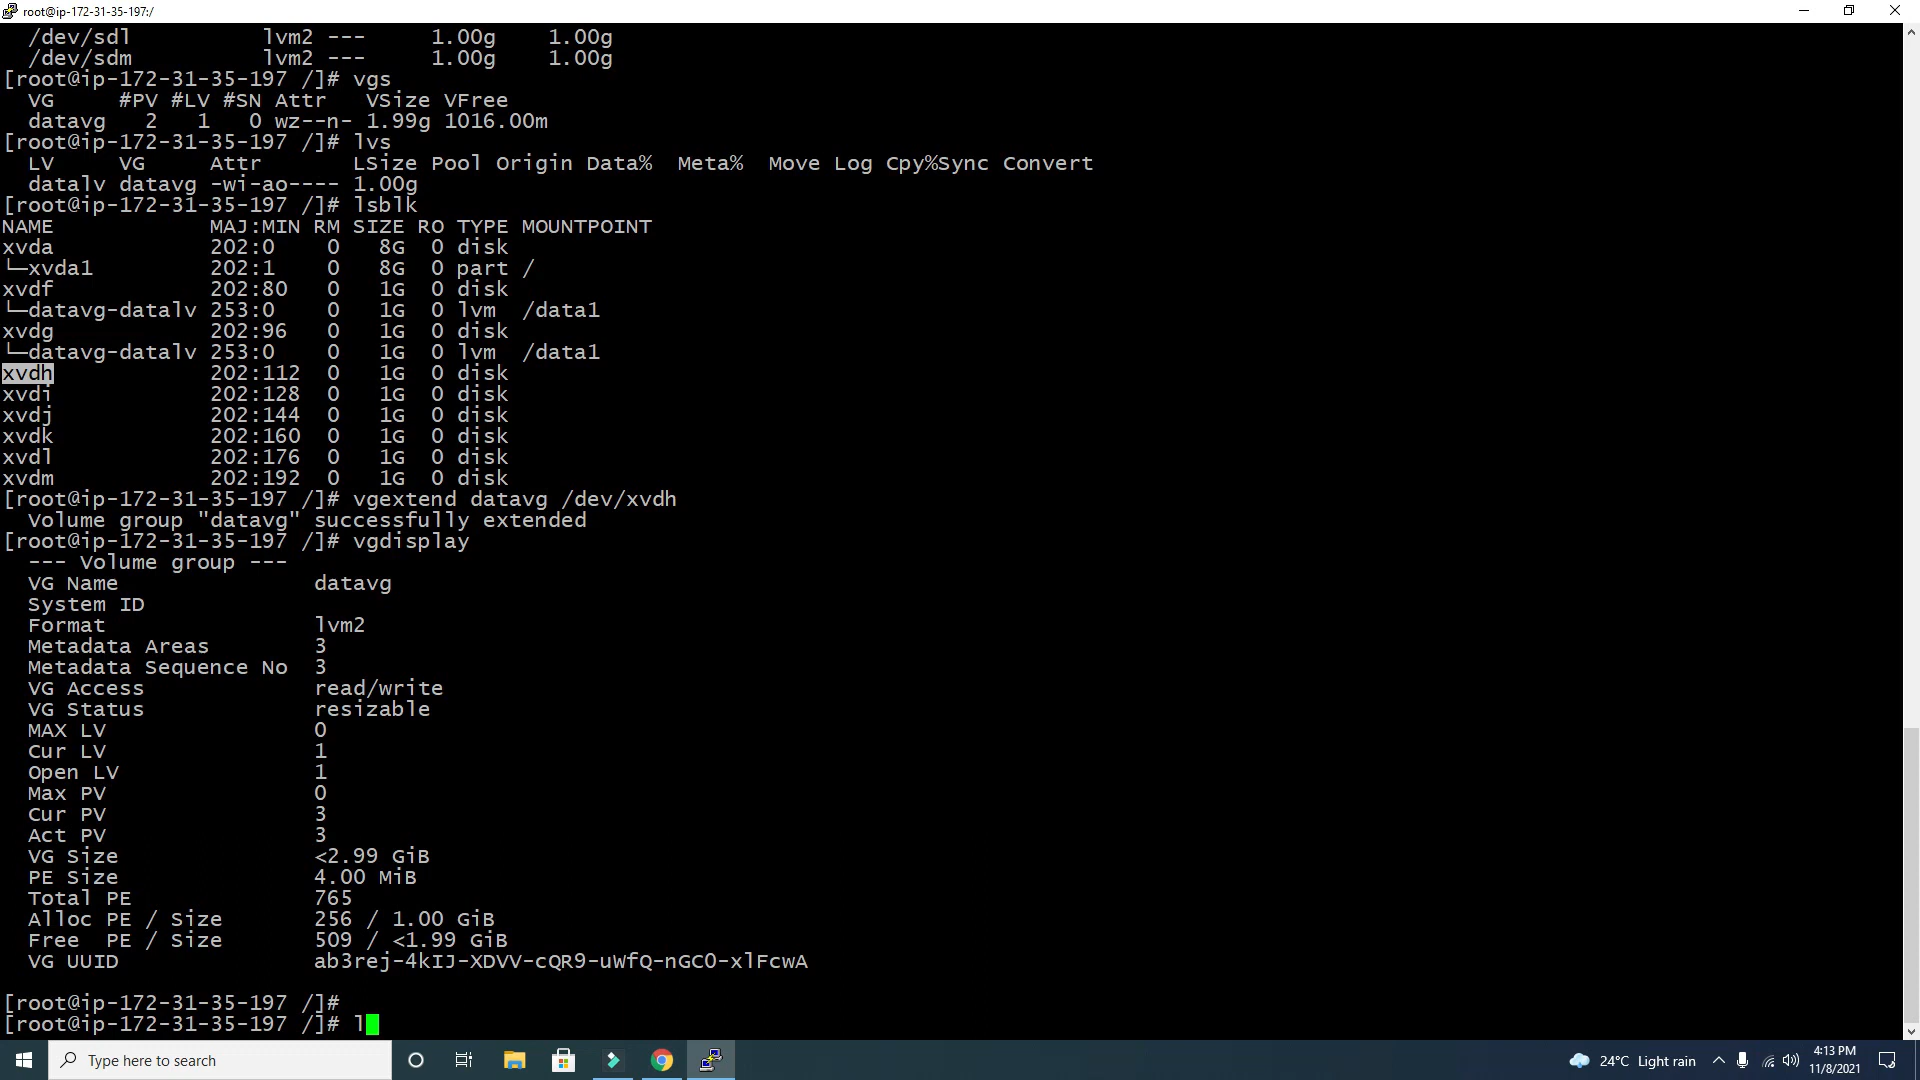 root@ip-172-31-35-197:/
/dev/sdl lvm2 --- 1.00g 1.00g
/dev/sdm lvm2 --- 1.00g 1.00g
[root@ip-172-31-35-197 /]# vgs
VG #PV #LV #SN Attr VSize VFree
datavg 2 1 0 wz--n- 1.99g 1016.00m
[root@ip-172-31-35-197 /]# lvs
LV VG Attr LSize Pool Origin Data% Meta% Move Log Cpy%Sync Convert
datalv datavg -wi-ao---- 1.00g
[root@ip-172-31-35-197 /]# lsblk
NAME MAJ:MIN RM SIZE RO TYPE MOUNTPOINT
xvda 202:0 0 8G 0 disk
└─xvda1 202:1 0 8G 0 part /
xvdf 202:80 0 1G 0 disk
└─datavg-datalv 253:0 0 1G 0 lvm /data1
xvdg 202:96 0 1G 0 disk
└─datavg-datalv 253:0 0 1G 0 lvm /data1
xvdh 202:112 0 1G 0 disk
xvdi 202:128 0 1G 0 disk
xvdj 202:144 0 1G 0 disk
xvdk 202:160 0 1G 0 disk
xvdl 202:176 0 1G 0 disk
xvdm 202:192 0 1G 0 disk
[root@ip-172-31-35-197 /]# vgextend datavg /dev/xvdh
Volume group "datavg" successfully extended
[root@ip-172-31-35-197 /]# vgdisplay
--- Volume group ---
VG Name datavg
System ID
Format lvm2
Metadata Areas 3
Metadata Sequence No 3
VG Access read/write
VG Status resizable
MAX LV 0
Cur LV 1
Open LV 1
Max PV 0
Cur PV 3
Act PV 3
VG Size <2.99 GiB
PE Size 4.00 MiB
Total PE 765
Alloc PE / Size 256 / 1.00 GiB
Free PE / Size 509 / <1.99 GiB
VG UUID ab3rej-4kIJ-XDVV-cQR9-uWfQ-nGC0-xlFcwA
[root@ip-172-31-35-197 /]#
[root@ip-172-31-35-197 /]# l
Type here to search
24°C Light rain
4:13 PM
11/8/2021